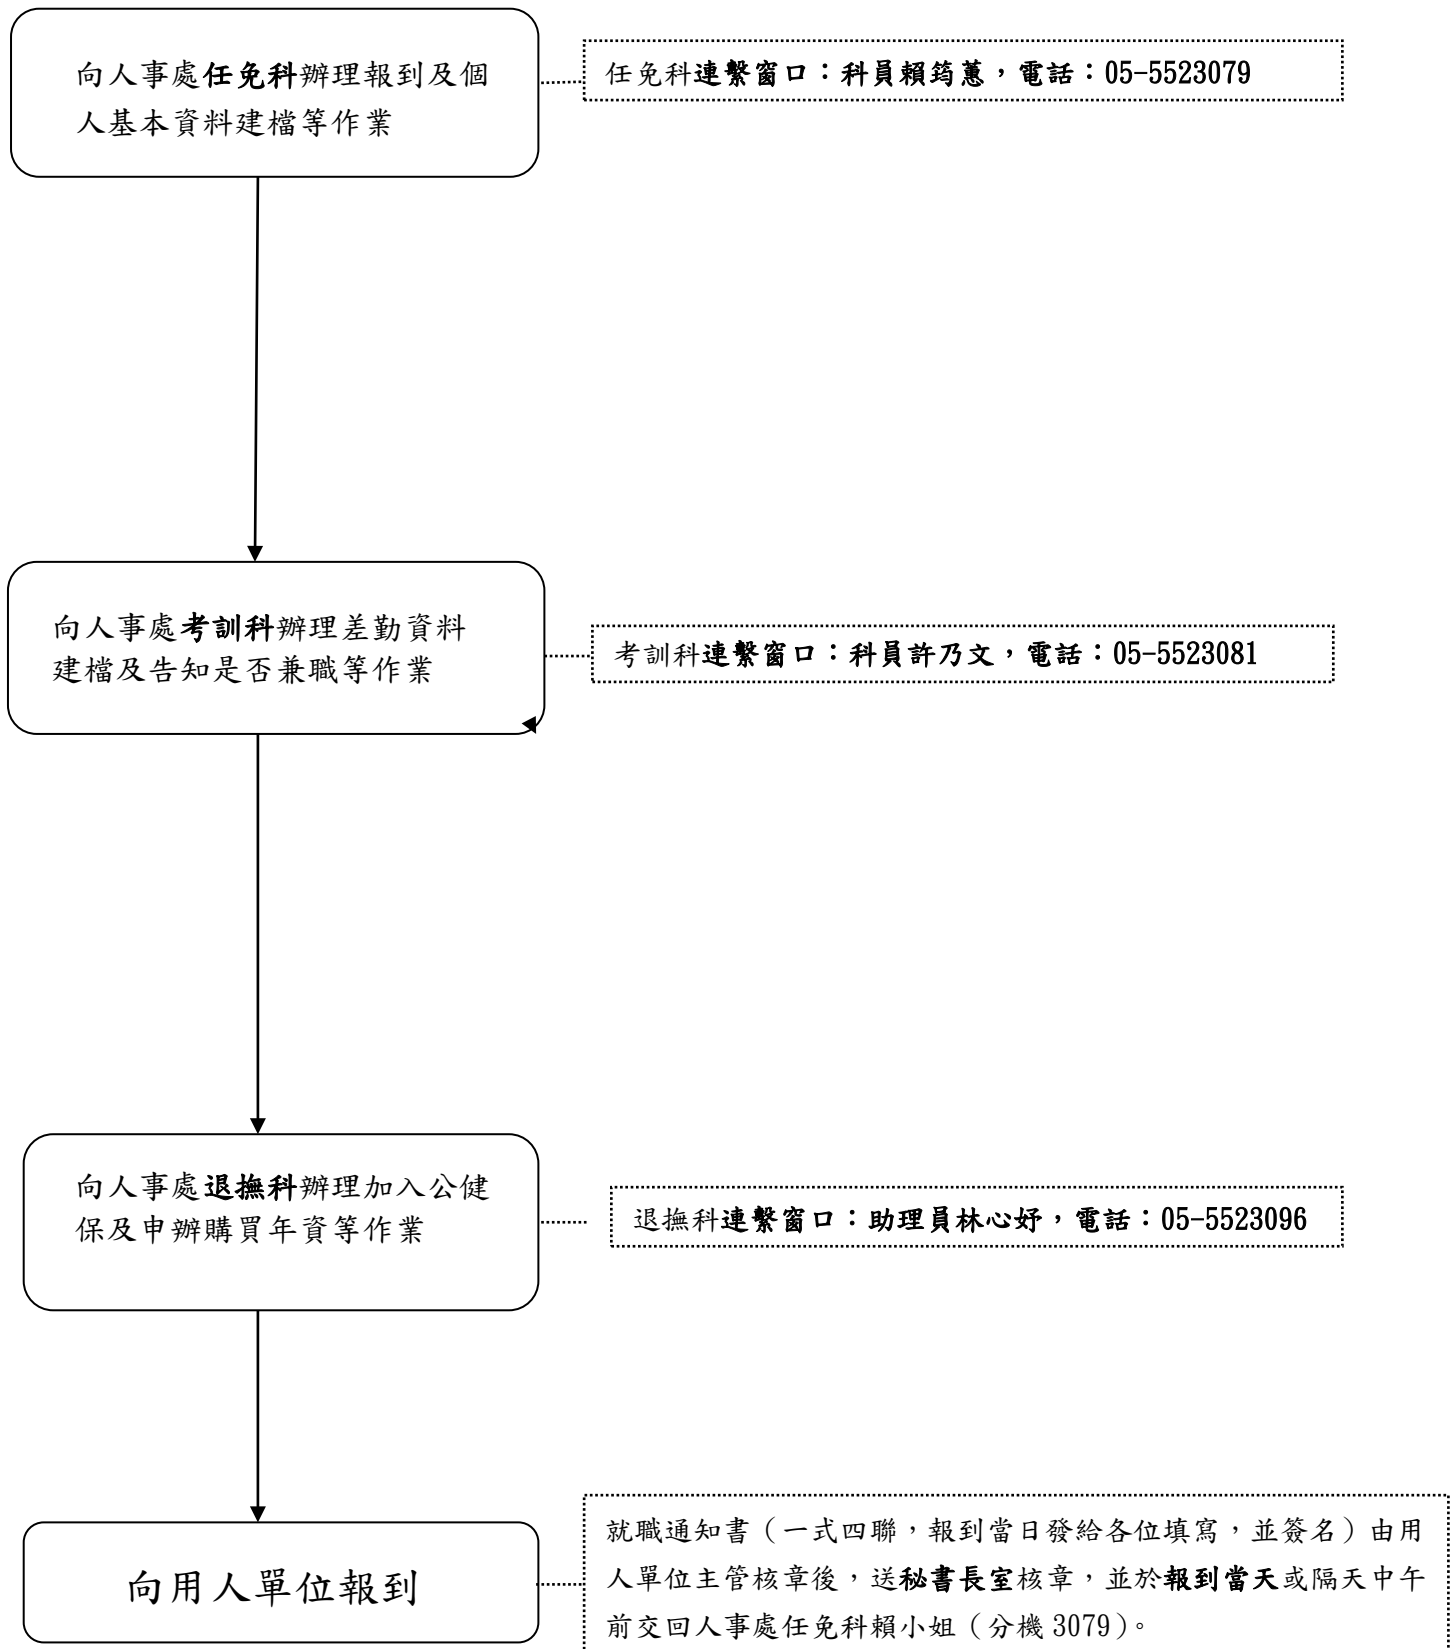 向人事處任免科辦理報到及個
人基本資料建檔等作業
任免科連繫窗口：科員賴筠蕙，電話：05-5523079
向人事處考訓科辦理差勤資料
建檔及告知是否兼職等作業
考訓科連繫窗口：科員許乃文，電話：05-5523081
向人事處退撫科辦理加入公健
保及申辦購買年資等作業
退撫科連繫窗口：助理員林心妤，電話：05-5523096
向用人單位報到
就職通知書（一式四聯，報到當日發給各位填寫，並簽名）由用
人單位主管核章後，送秘書長室核章，並於報到當天或隔天中午
前交回人事處任免科賴小姐（分機 3079）。